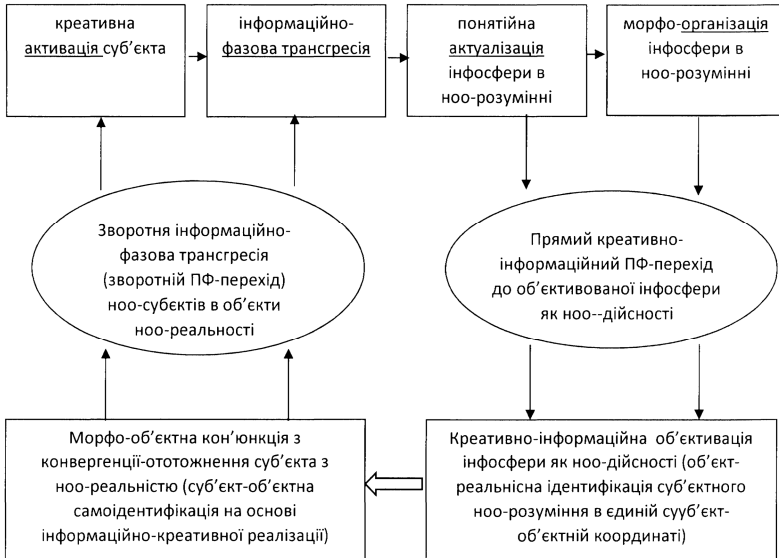 креативна
активація суб’єкта
інформаційно-
фазова трансгресія
понятійна
актуалізація
інфосфери в
ноо-розумінні
морфо-організація
інфосфери в
ноо-розумінні
Зворотня інформаційно-
фазова трансгресія
(зворотній ПФ-перехід)
ноо-субєктів в об’єкти
ноо-реальності
Прямий креативно-
інформаційний ПФ-перехід
до об’єктивованої інфосфери
як ноо--дійсності
Морфо-об’єктна кон’юнкція з
конвергенції-ототожнення суб’єкта з
ноо-реальністю (суб’єкт-об’єктна
самоідентифікація на основі
інформаційно-креативної реалізації)
Креативно-інформаційна об’єктивація
інфосфери як ноо-дійсності (об’єкт-
реальнісна ідентифікація суб’єктного
ноо-розуміння в єдиній сууб’єкт-
об’єктній координаті)